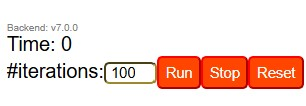 Backend: v7.0.0
Time: 0
#iterations: 100 Run Stop Reset